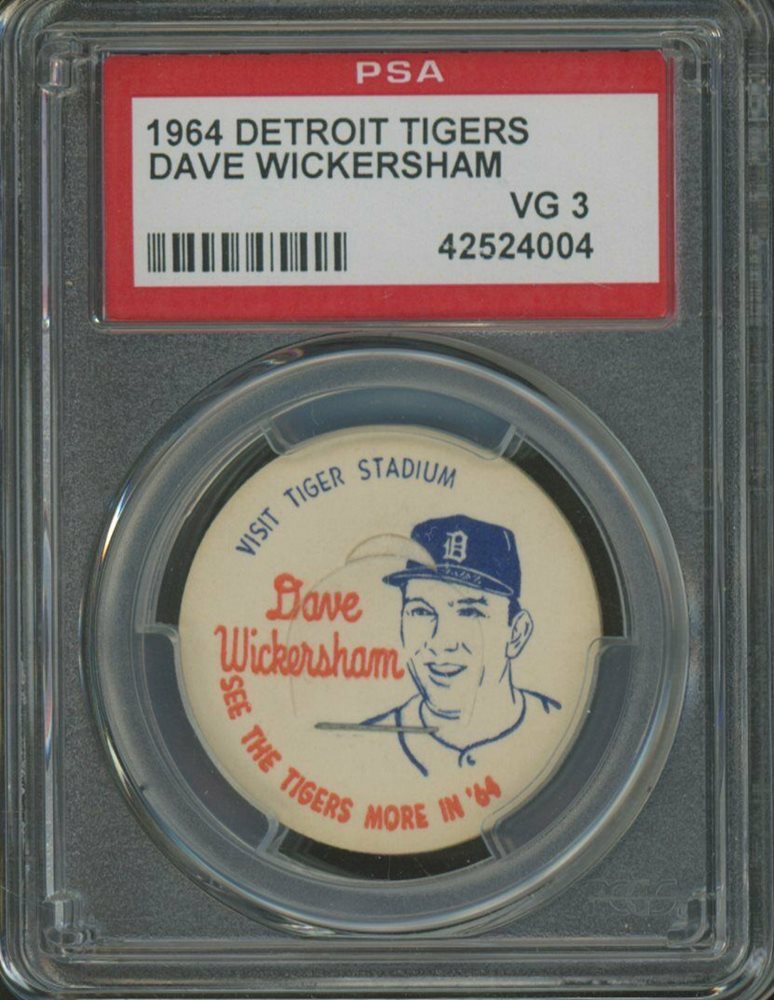 PSA
1964 DETROIT TIGERS
DAVE WICKERSHAM
VG 3
42524004
VISIT TIGER STADIUM
D
Dave
Wickersham
SEE THE TIGERS MORE IN '64